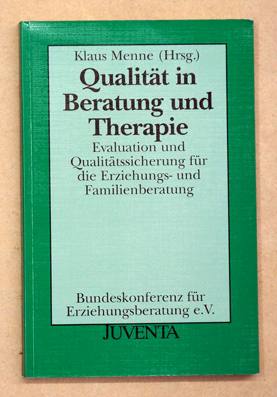 Klaus Menne (Hrsg.)
Qualität in
Beratung und
Therapie
Evaluation und
Qualitätssicherung für
die Erziehungs- und
Familienberatung
Bundeskonferenz für
Erziehungsberatung e.V.
JUVENTA